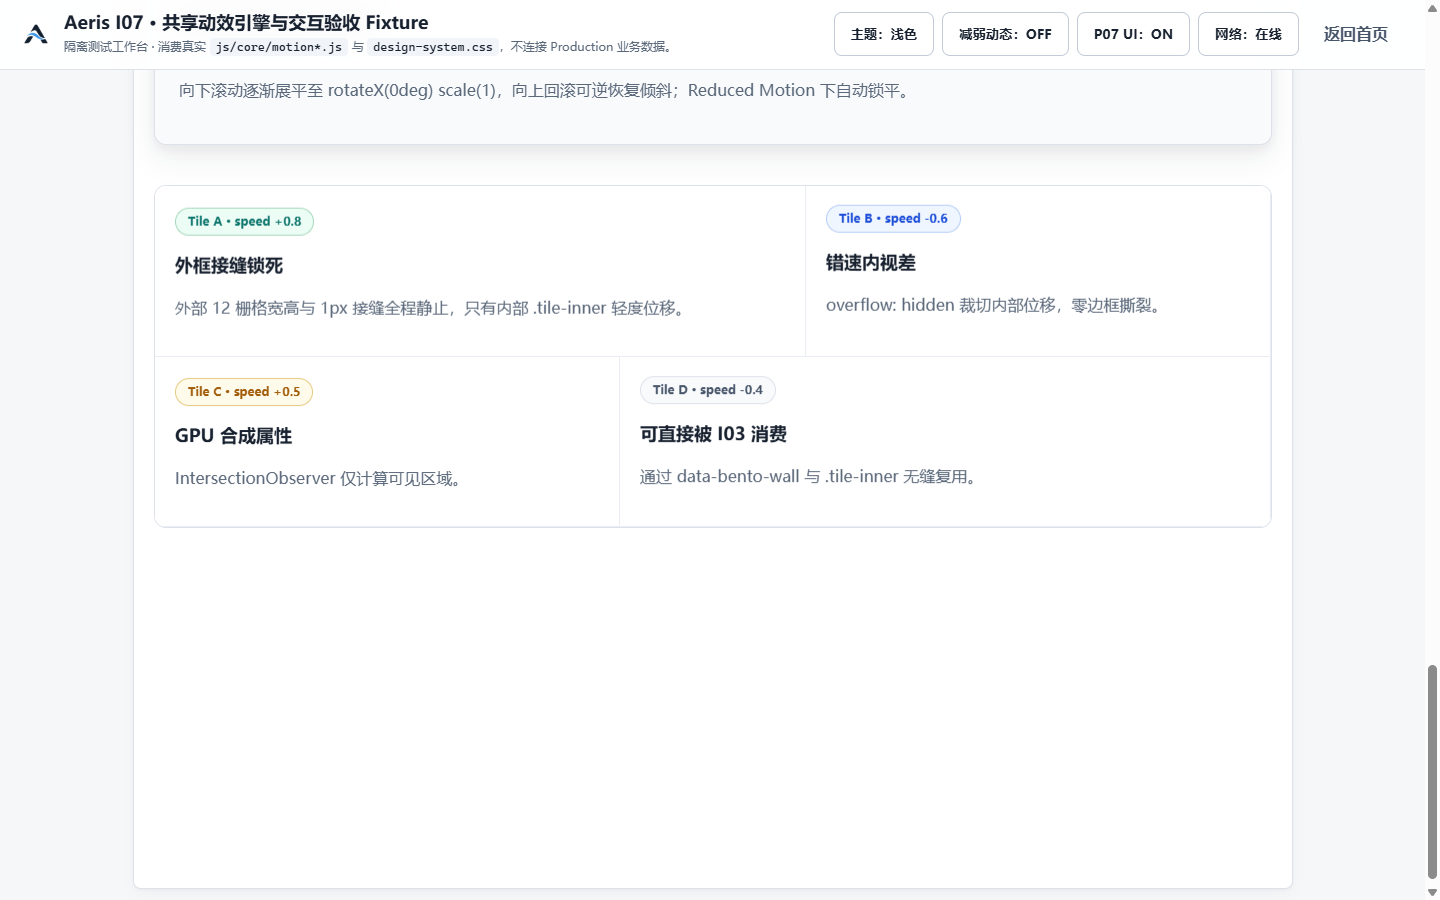 Aeris I07 • 共享动效引擎与交互验收 Fixture
隔离测试工作台 · 消费真实 js/core/motion*.js 与 design-system.css，不连接 Production 业务数据。
主题：浅色
减弱动态：OFF
P07 UI：ON
网络：在线
返回首页
向下滚动逐渐展平至 rotateX(0deg) scale(1)，向上回滚可逆恢复倾斜；Reduced Motion 下自动锁平。
Tile A • speed +0.8
外框接缝锁死
外部 12 栅格宽高与 1px 接缝全程静止，只有内部 .tile-inner 轻度位移。
Tile B • speed -0.6
错速内视差
overflow: hidden 裁切内部位移，零边框撕裂。
Tile C • speed +0.5
GPU 合成属性
IntersectionObserver 仅计算可见区域。
Tile D • speed -0.4
可直接被 I03 消费
通过 data-bento-wall 与 .tile-inner 无缝复用。